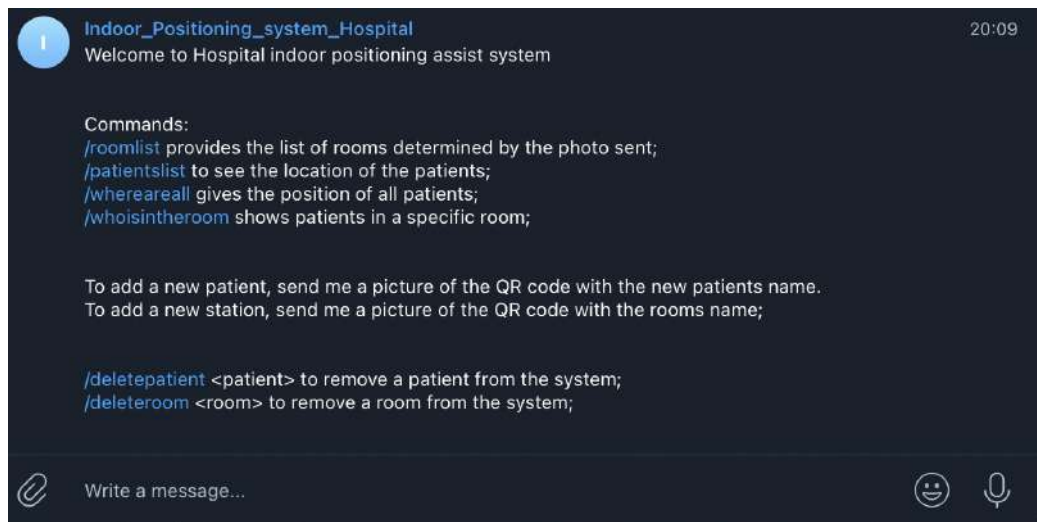 I
Indoor_Positioning_system_Hospital 20:09
Welcome to Hospital indoor positioning assist system
Commands:
/roomlist provides the list of rooms determined by the photo sent;
/patientslist to see the location of the patients;
/whereareall gives the position of all patients;
/whoisintheroom shows patients in a specific room;
To add a new patient, send me a picture of the QR code with the new patients name.
To add a new station, send me a picture of the QR code with the rooms name;
/deletepatient <patient> to remove a patient from the system;
/deleteroom <room> to remove a room from the system;
Write a message...